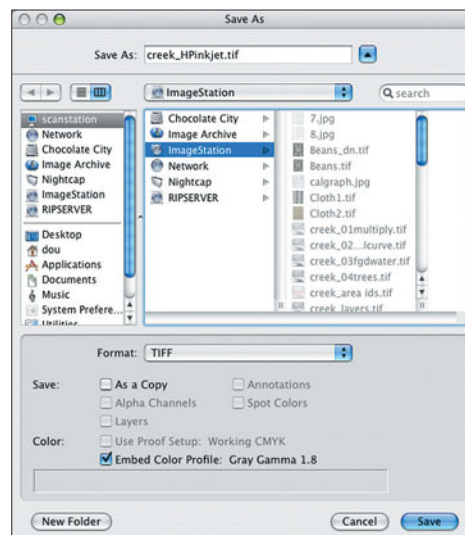 Save As
Save As: creek_HPinkjet.tif
ImageStation
search
scanstation
Network
Chocolate City
Image Archive
Nightcap
ImageStation
RIPSERVER
Desktop
dou
Applications
Documents
Music
System Prefere...
Utilities
Chocolate City
Image Archive
ImageStation
Network
Nightcap
RIPSERVER
7.jpg
8.jpg
Beans_dn.tif
Beans.tif
calgraph.jpg
Cloth1.tif
Cloth2.tif
creek_01multiply.tif
creek_02...lcurve.tif
creek_03fgdwater.tif
creek_04trees.tif
creek_area ids.tif
creek_layers.tif
Format: TIFF
Save: As a Copy Annotations
Alpha Channels Spot Colors
Layers
Color: Use Proof Setup: Working CMYK
Embed Color Profile: Gray Gamma 1.8
New Folder Cancel Save